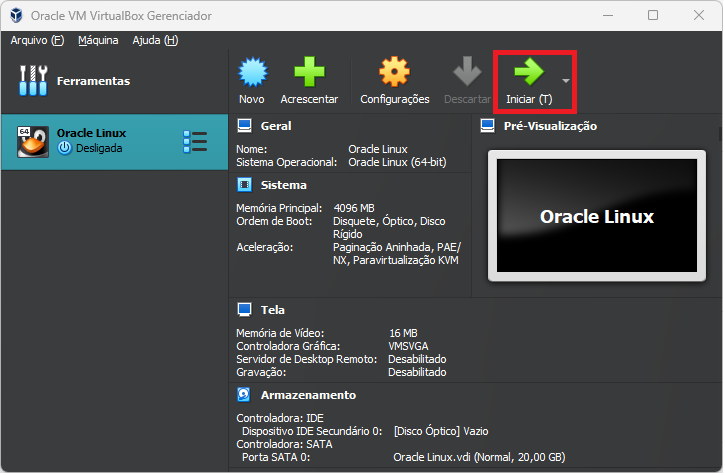 Oracle VM VirtualBox Gerenciador
Arquivo (F) Máquina Ajuda (H)
Ferramentas
Novo Acrescentar Configurações Descartar Iniciar (T)
64
Oracle Linux
Desligada
Geral
Nome: Oracle Linux
Sistema Operacional: Oracle Linux (64-bit)
Pré-Visualização
Oracle Linux
Sistema
Memória Principal: 4096 MB
Ordem de Boot: Disquete, Óptico, Disco
Rígido
Aceleração: Paginação Aninhada, PAE/
NX, Paravirtualização KVM
Tela
Memória de Vídeo: 16 MB
Controladora Gráfica: VMSVGA
Servidor de Desktop Remoto: Desabilitado
Gravação: Desabilitado
Armazenamento
Controladora: IDE
Dispositivo IDE Secundário 0: [Disco Óptico] Vazio
Controladora: SATA
Porta SATA 0: Oracle Linux.vdi (Normal, 20,00 GB)